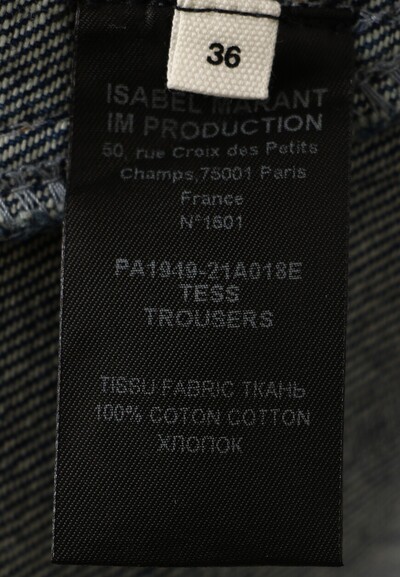 36
ISABEL MARANT
IM PRODUCTION
50, rue Croix des Petits
Champs,75001 Paris
France
N°1601
PA1949-21A018E
TESS
TROUSERS
TISSU FABRIC ТКАНЬ
100% COTON COTTON
ХЛОПОК